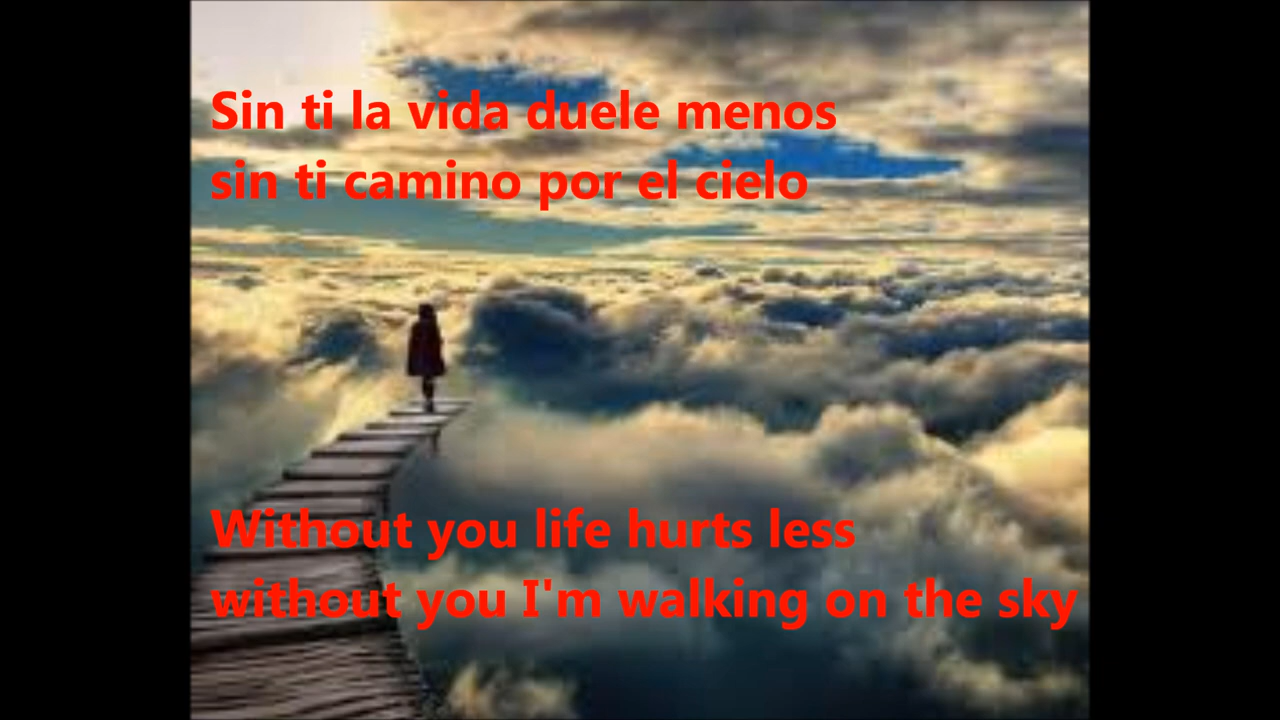 Sin ti la vida duele menos
sin ti camino por el cielo
Without you life hurts less
without you I'm walking on the sky